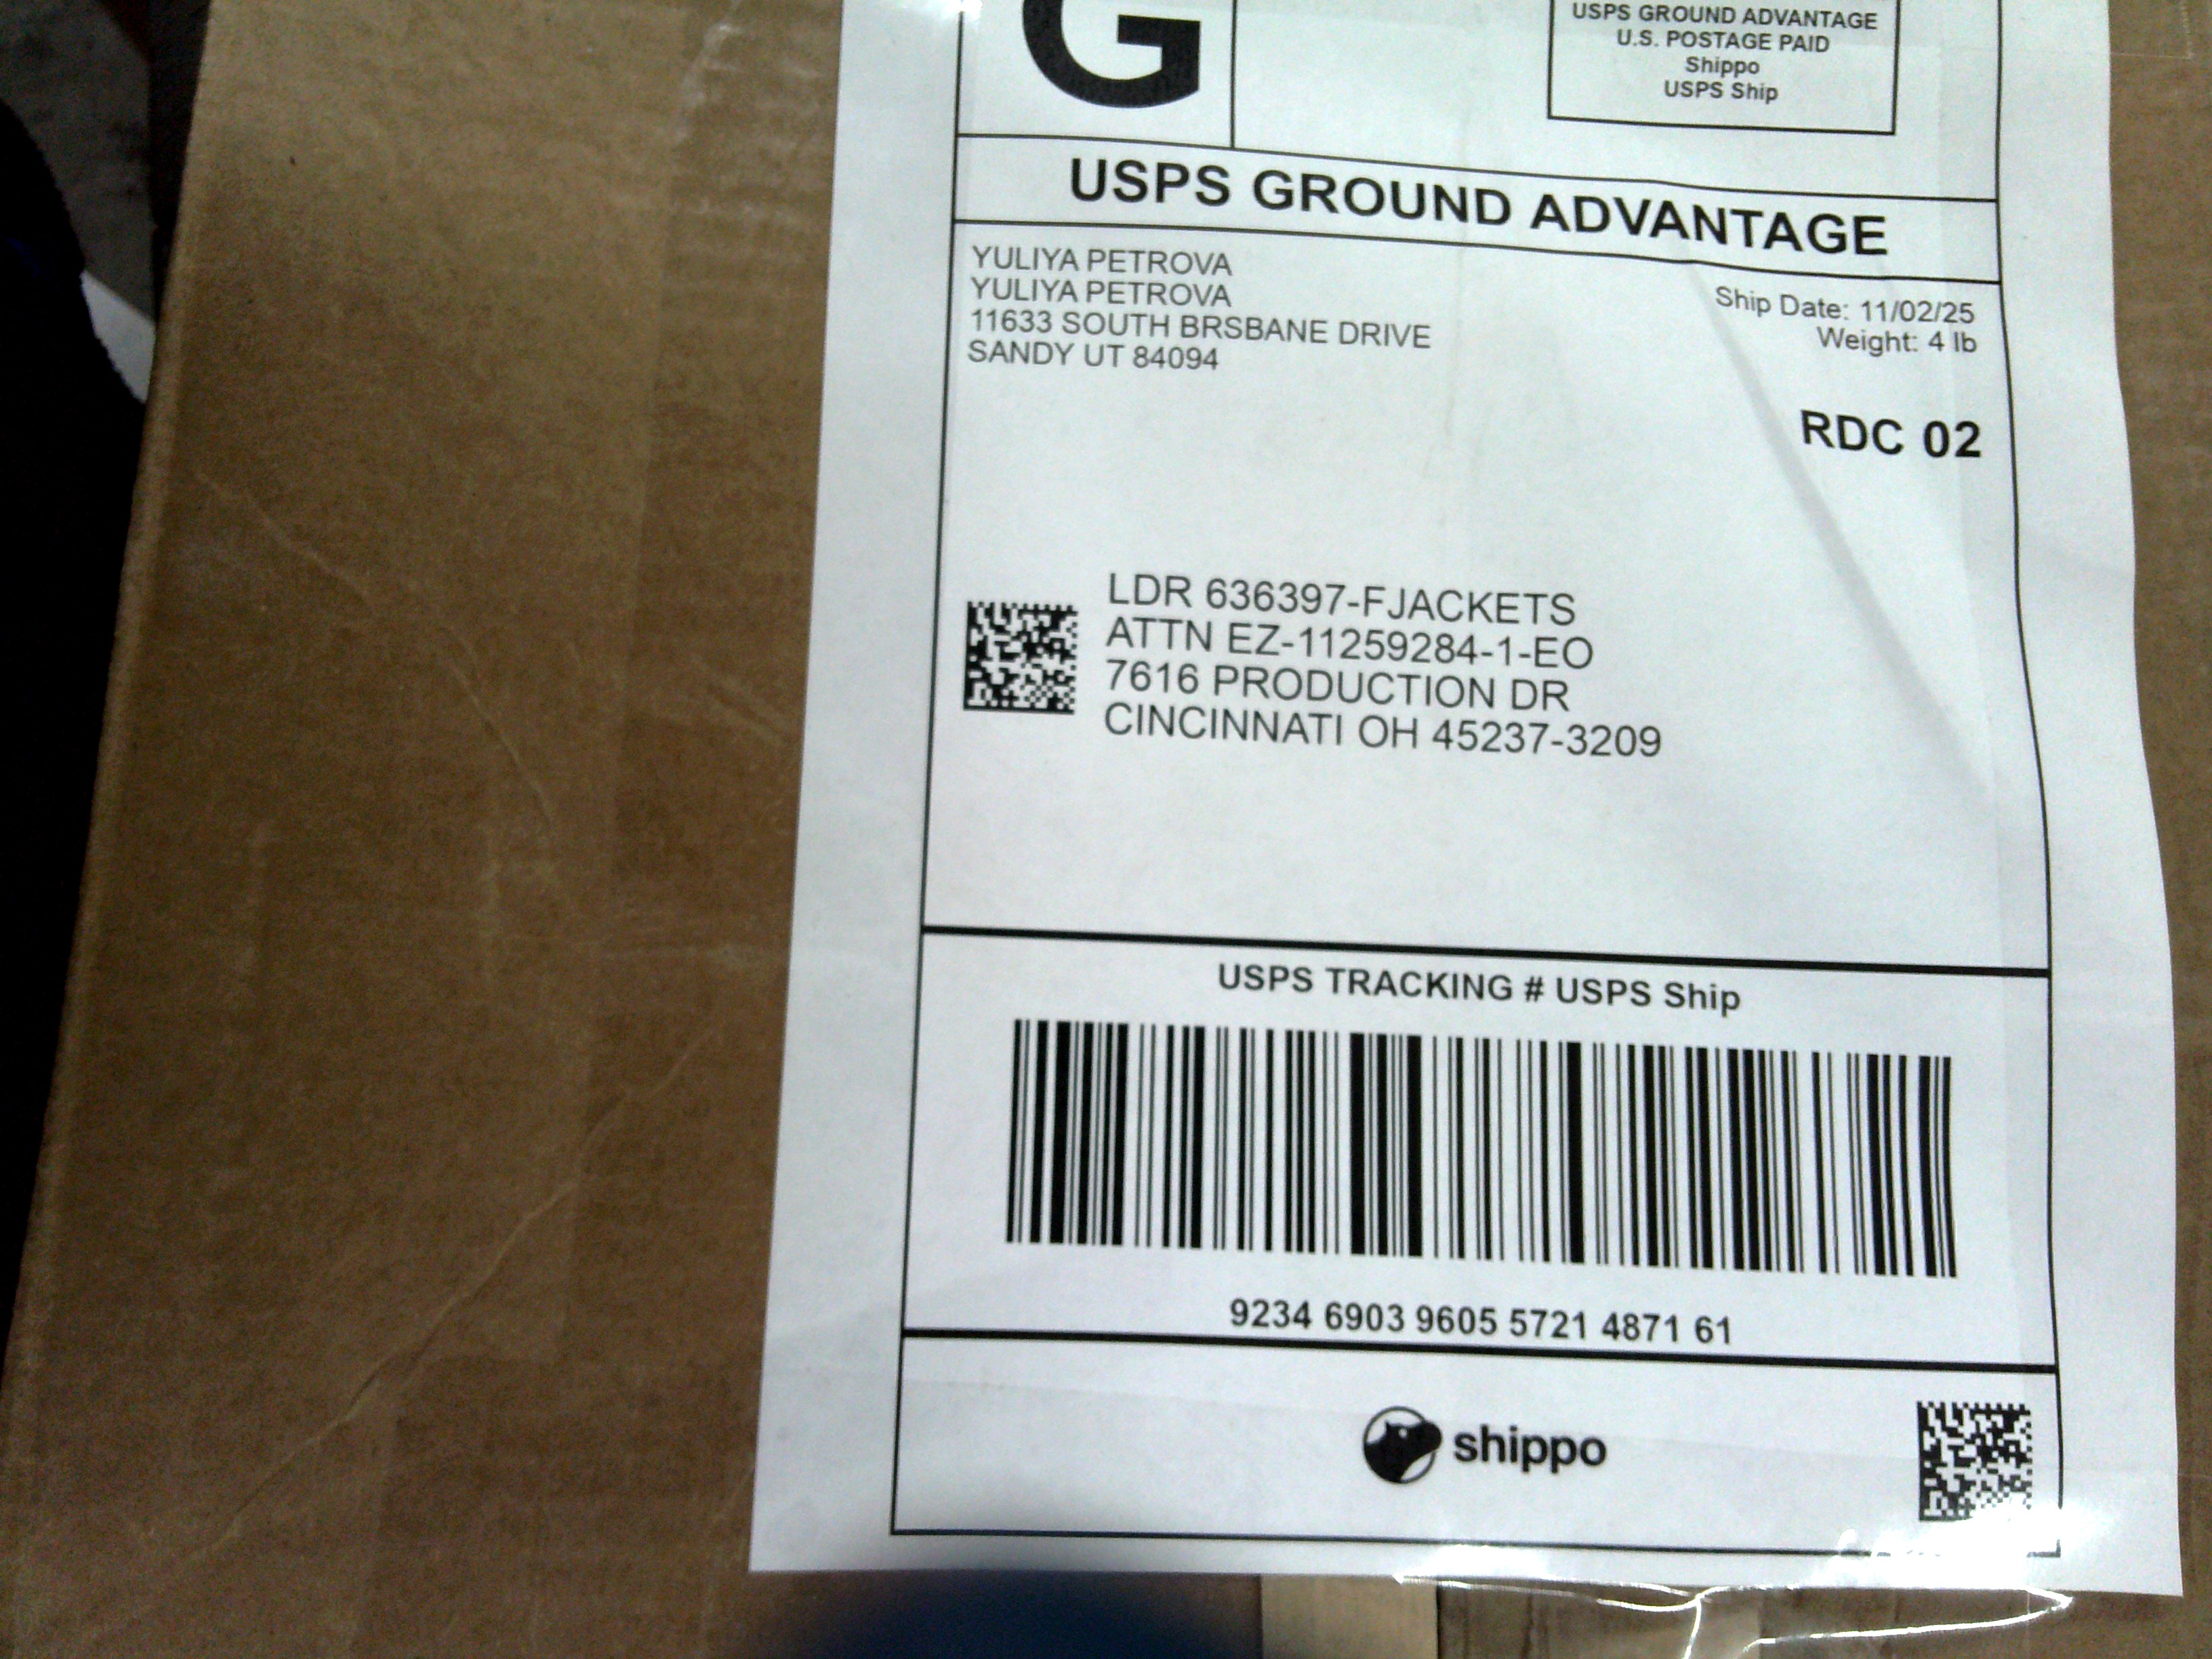 G
USPS GROUND ADVANTAGE
U.S. POSTAGE PAID
Shippo
USPS Ship
USPS GROUND ADVANTAGE
YULIYA PETROVA
YULIYA PETROVA
11633 SOUTH BRSBANE DRIVE
SANDY UT 84094
Ship Date: 11/02/25
Weight: 4 lb
RDC 02
LDR 636397-FJACKETS
ATTN EZ-11259284-1-EO
7616 PRODUCTION DR
CINCINNATI OH 45237-3209
USPS TRACKING # USPS Ship
9234 6903 9605 5721 4871 61
shippo